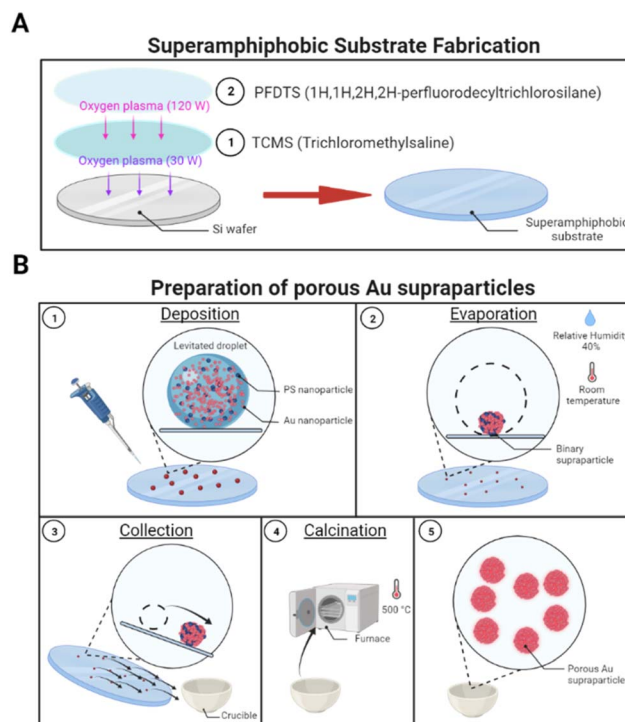 A
Superamphiphobic Substrate Fabrication
Oxygen plasma (120 W)
2 PFDTS (1H,1H,2H,2H-perfluorodecyltrichlorosilane)
Oxygen plasma (30 W)
1 TCMS (Trichloromethylsaline)
Si wafer
Superamphiphobic
substrate
B
Preparation of porous Au supraparticles
1
Deposition
Levitated droplet
PS nanoparticle
Au nanoparticle
2
Evaporation
Relative Humidity
40%
Room
temperature
Binary
supraparticle
3
Collection
Crucible
4
Calcination
500 °C
Furnace
5
Porous Au
supraparticle